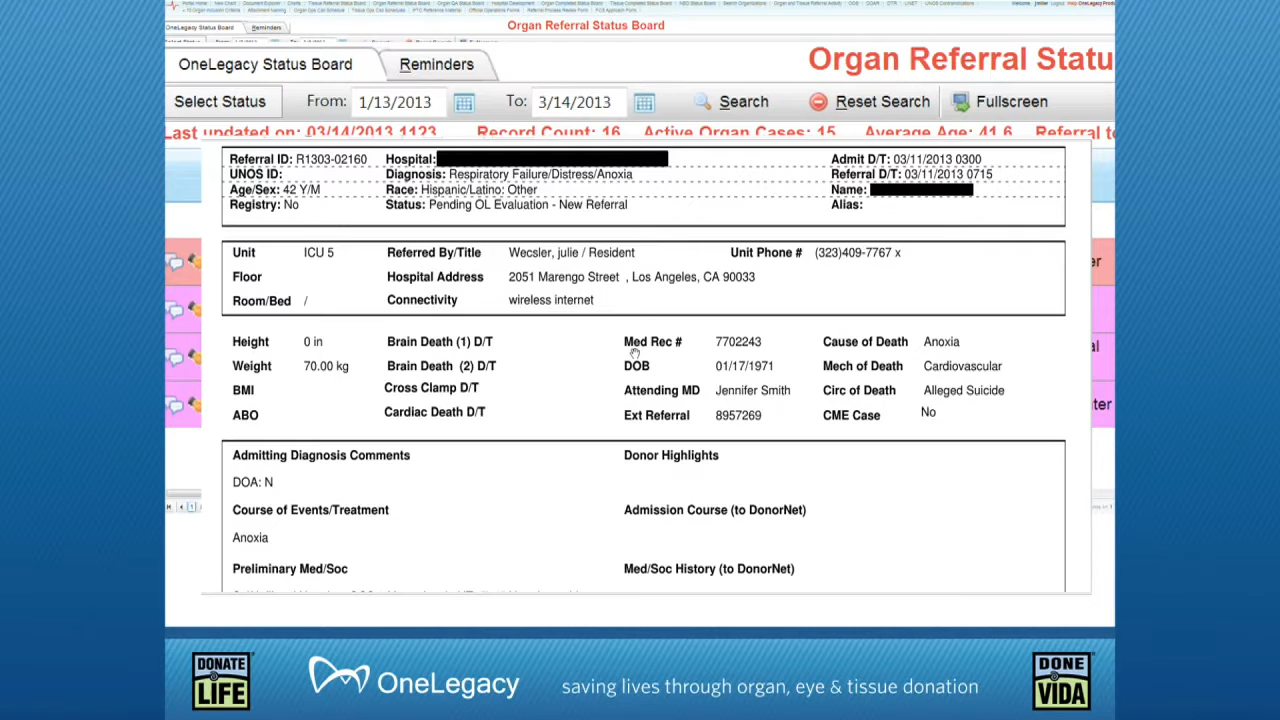 Organ Referral Status Board
OneLegacy Status Board
Reminders
OneLegacy Status Board Reminders Organ Referral Statu
Select Status From: 1/13/2013 To: 3/14/2013 Search Reset Search Fullscreen
Last updated on: 03/14/2013 1123 Record Count: 16 Active Organ Cases: 15 Average Age: 41.6 Referral to
Referral ID: R1303-02160 Hospital: Admit D/T: 03/11/2013 0300
UNOS ID: Diagnosis: Respiratory Failure/Distress/Anoxia Referral D/T: 03/11/2013 0715
Age/Sex: 42 Y/M Race: Hispanic/Latino: Other Name:
Registry: No Status: Pending OL Evaluation - New Referral Alias:
Unit ICU 5 Referred By/Title Wecsler, julie / Resident Unit Phone # (323)409-7767 x
Floor Hospital Address 2051 Marengo Street , Los Angeles, CA 90033
Room/Bed / Connectivity wireless internet
Height 0 in Brain Death (1) D/T Med Rec # 7702243 Cause of Death Anoxia
Weight 70.00 kg Brain Death (2) D/T DOB 01/17/1971 Mech of Death Cardiovascular
BMI Cross Clamp D/T Attending MD Jennifer Smith Circ of Death Alleged Suicide
ABO Cardiac Death D/T Ext Referral 8957269 CME Case No
Admitting Diagnosis Comments Donor Highlights
DOA: N
Course of Events/Treatment Admission Course (to DonorNet)
Anoxia
Preliminary Med/Soc Med/Soc History (to DonorNet)
DONATE LIFE
OneLegacy saving lives through organ, eye & tissue donation
DONE VIDA